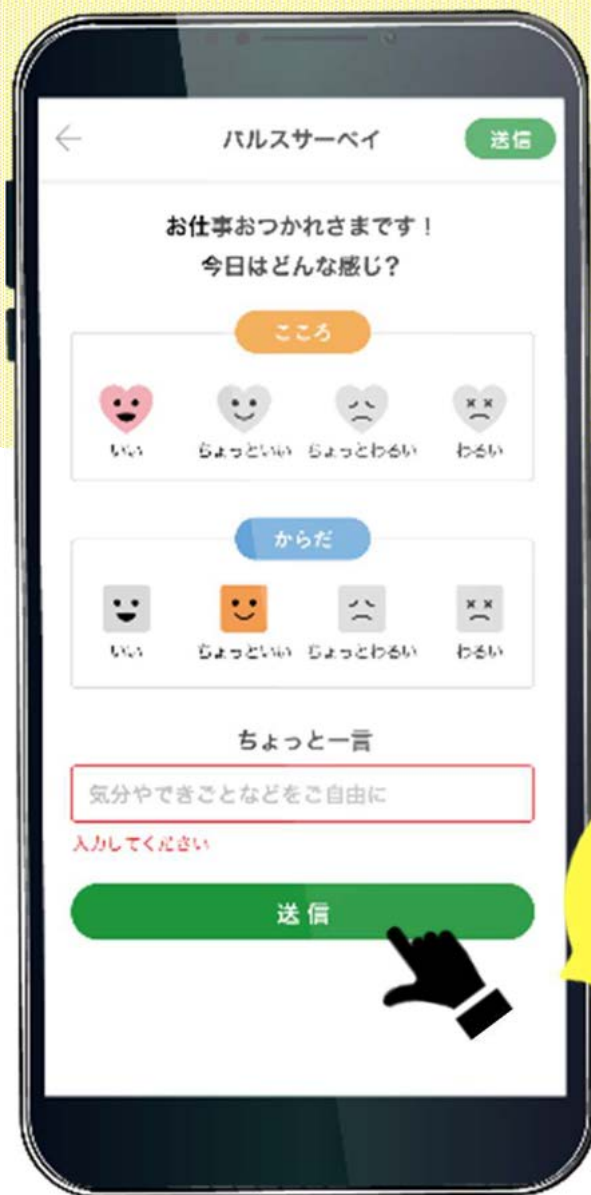 パルスサーベイ
送信
お仕事おつかれさまです！
今日はどんな感じ？
こころ
いい ちょっといい ちょっとわるい わるい
からだ
いい ちょっといい ちょっとわるい わるい
ちょっと一言
気分やできごとなどをご自由に
入力してください
送信